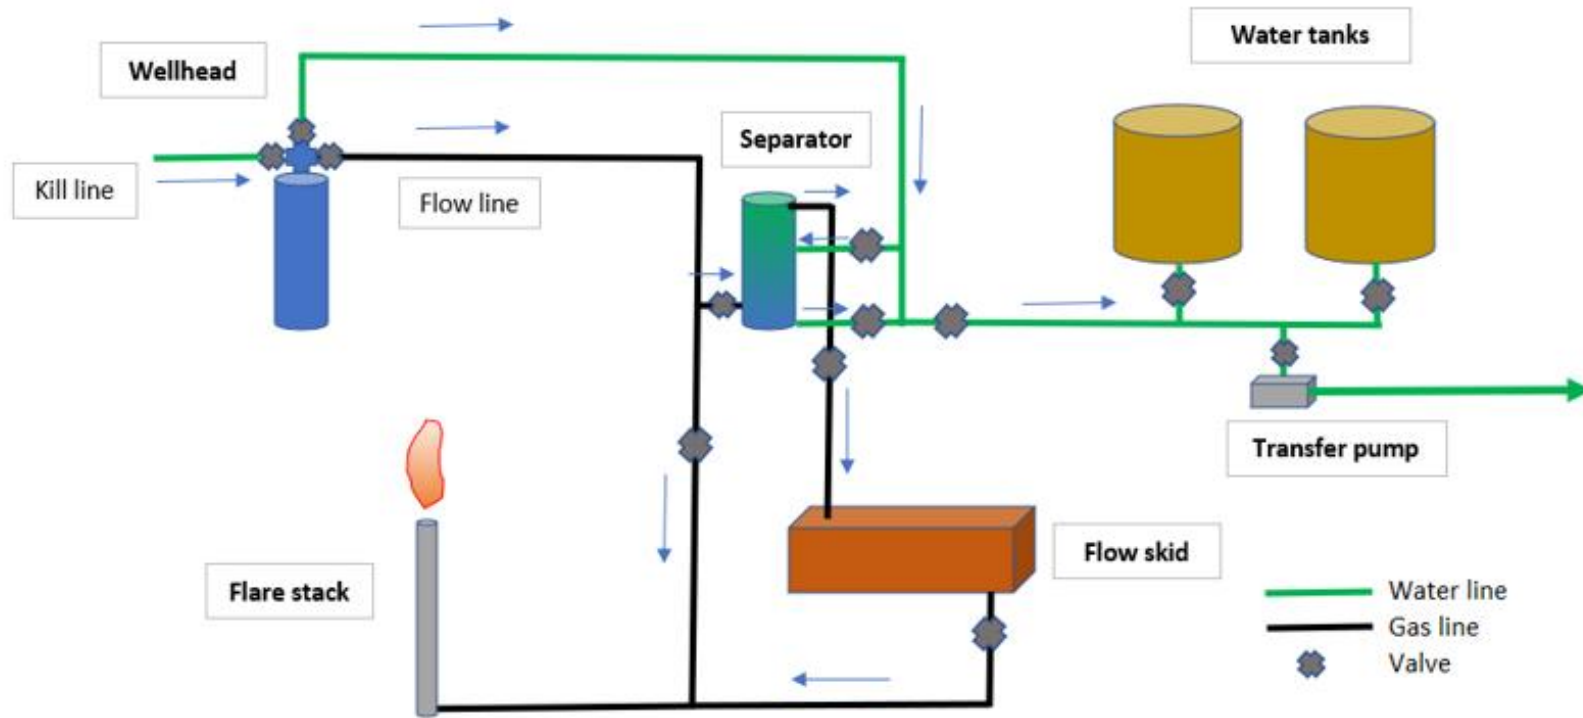 Water tanks
Wellhead
Separator
Kill line
Flow line
Transfer pump
Flow skid
Flare stack
Water line
Gas line
Valve